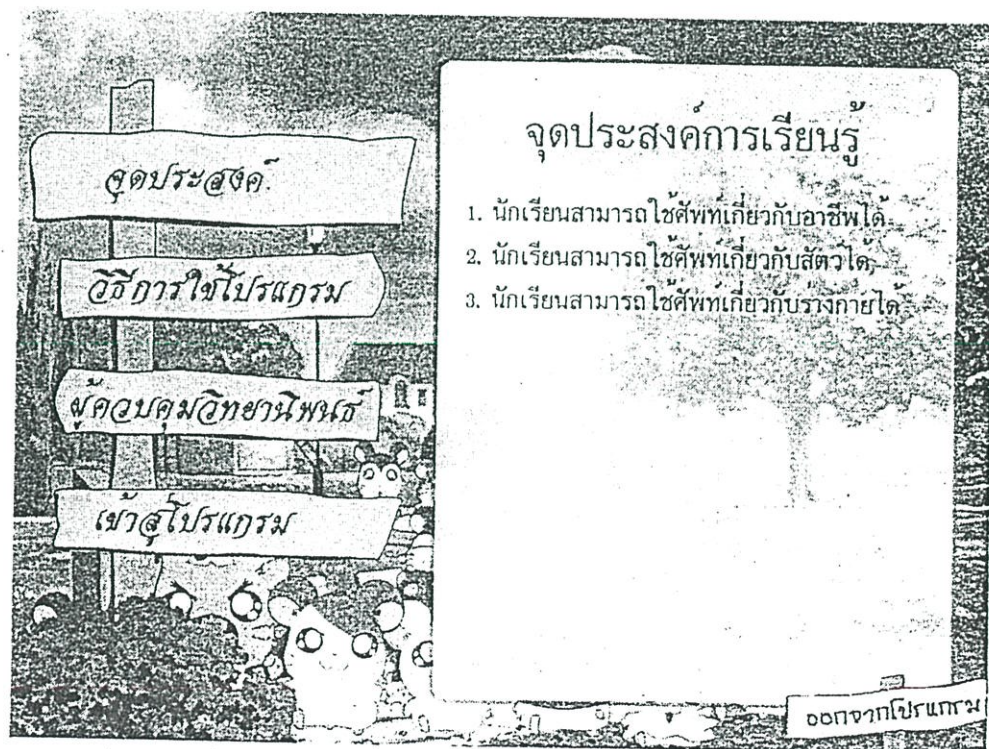 จุดประสงค์
วิธีการใช้โปรแกรม
ผู้ควบคุมวิทยานิพนธ์
เข้าสู่โปรแกรม
จุดประสงค์การเรียนรู้
1. นักเรียนสามารถใช้ศัพท์เกี่ยวกับอาชีพได้
2. นักเรียนสามารถใช้ศัพท์เกี่ยวกับสัตว์ได้
3. นักเรียนสามารถใช้ศัพท์เกี่ยวกับร่างกายได้
ออกจากโปรแกรม